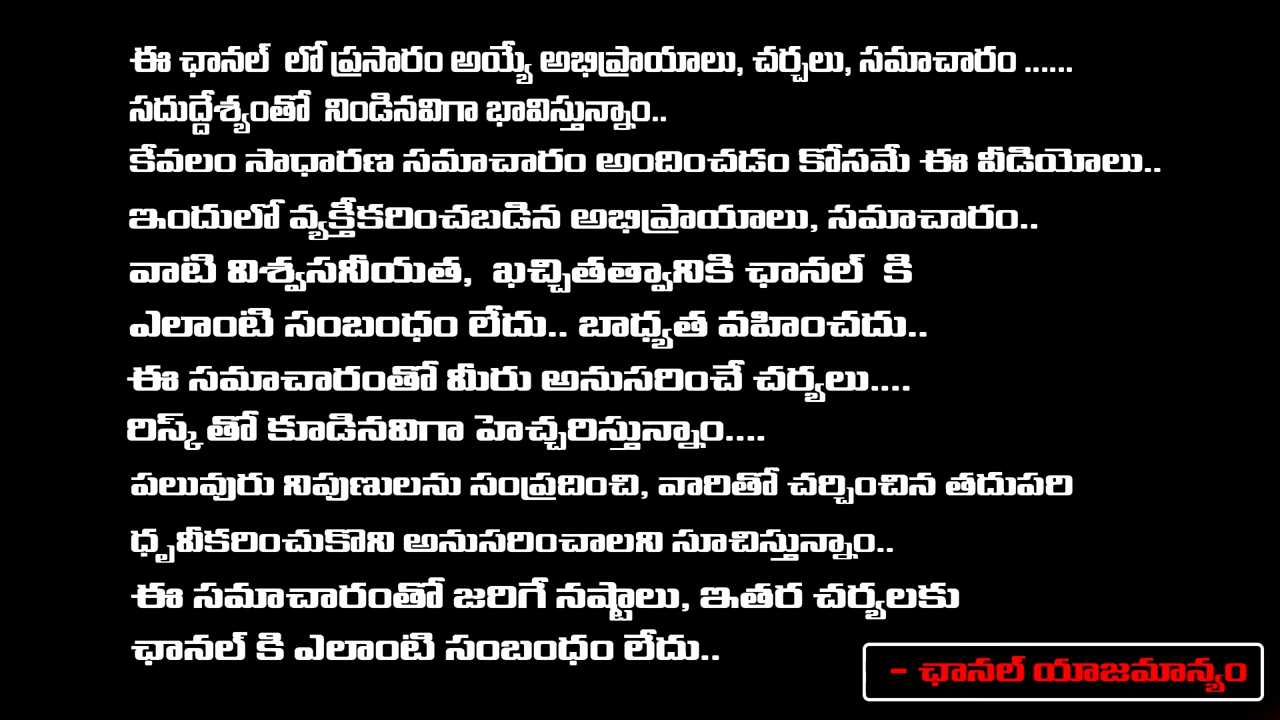 ఈ ఛానల్ లో ప్రసారం అయ్యే అభిప్రాయాలు, చర్చలు, సమాచారం ......
సదుద్దేశ్యంతో నిండినవిగా భావిస్తున్నాం..
కేవలం సాధారణ సమాచారం అందించడం కోసమే ఈ వీడియోలు..
ఇందులో వ్యక్తీకరించబడిన అభిప్రాయాలు, సమాచారం..
వాటి విశ్వసనీయత, ఖచ్చితత్వానికి ఛానల్ కి
ఎలాంటి సంబంధం లేదు.. బాధ్యత వహించదు..
ఈ సమాచారంతో మీరు అనుసరించే చర్యలు....
రిస్క్ తో కూడినవిగా హెచ్చరిస్తున్నాం....
పలువురు నిపుణులను సంప్రదించి, వారితో చర్చించిన తదుపరి
ధృవీకరించుకొని అనుసరించాలని సూచిస్తున్నాం..
ఈ సమాచారంతో జరిగే నష్టాలు, ఇతర చర్యలకు
ఛానల్ కి ఎలాంటి సంబంధం లేదు..
- ఛానల్ యాజమాన్యం